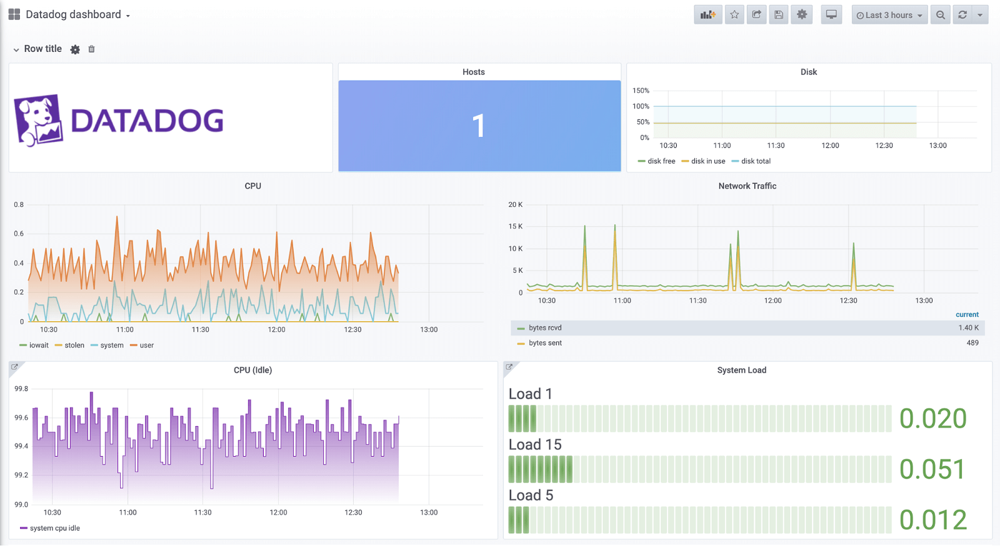 Datadog dashboard
Last 3 hours
Row title
DATADOG
Hosts
1
Disk
150%
100%
50%
0%
10:30 11:00 11:30 12:00 12:30 13:00
disk free disk in use disk total
CPU
0.8
0.6
0.4
0.2
0
10:30 11:00 11:30 12:00 12:30 13:00
iowait stolen system user
Network Traffic
20 K
15 K
10 K
5 K
0
10:30 11:00 11:30 12:00 12:30 13:00
current
bytes rcvd 1.40 K
bytes sent 489
CPU (Idle)
99.8
99.6
99.4
99.2
99.0
10:30 11:00 11:30 12:00 12:30 13:00
system cpu idle
System Load
Load 1
0.020
Load 15
0.051
Load 5
0.012